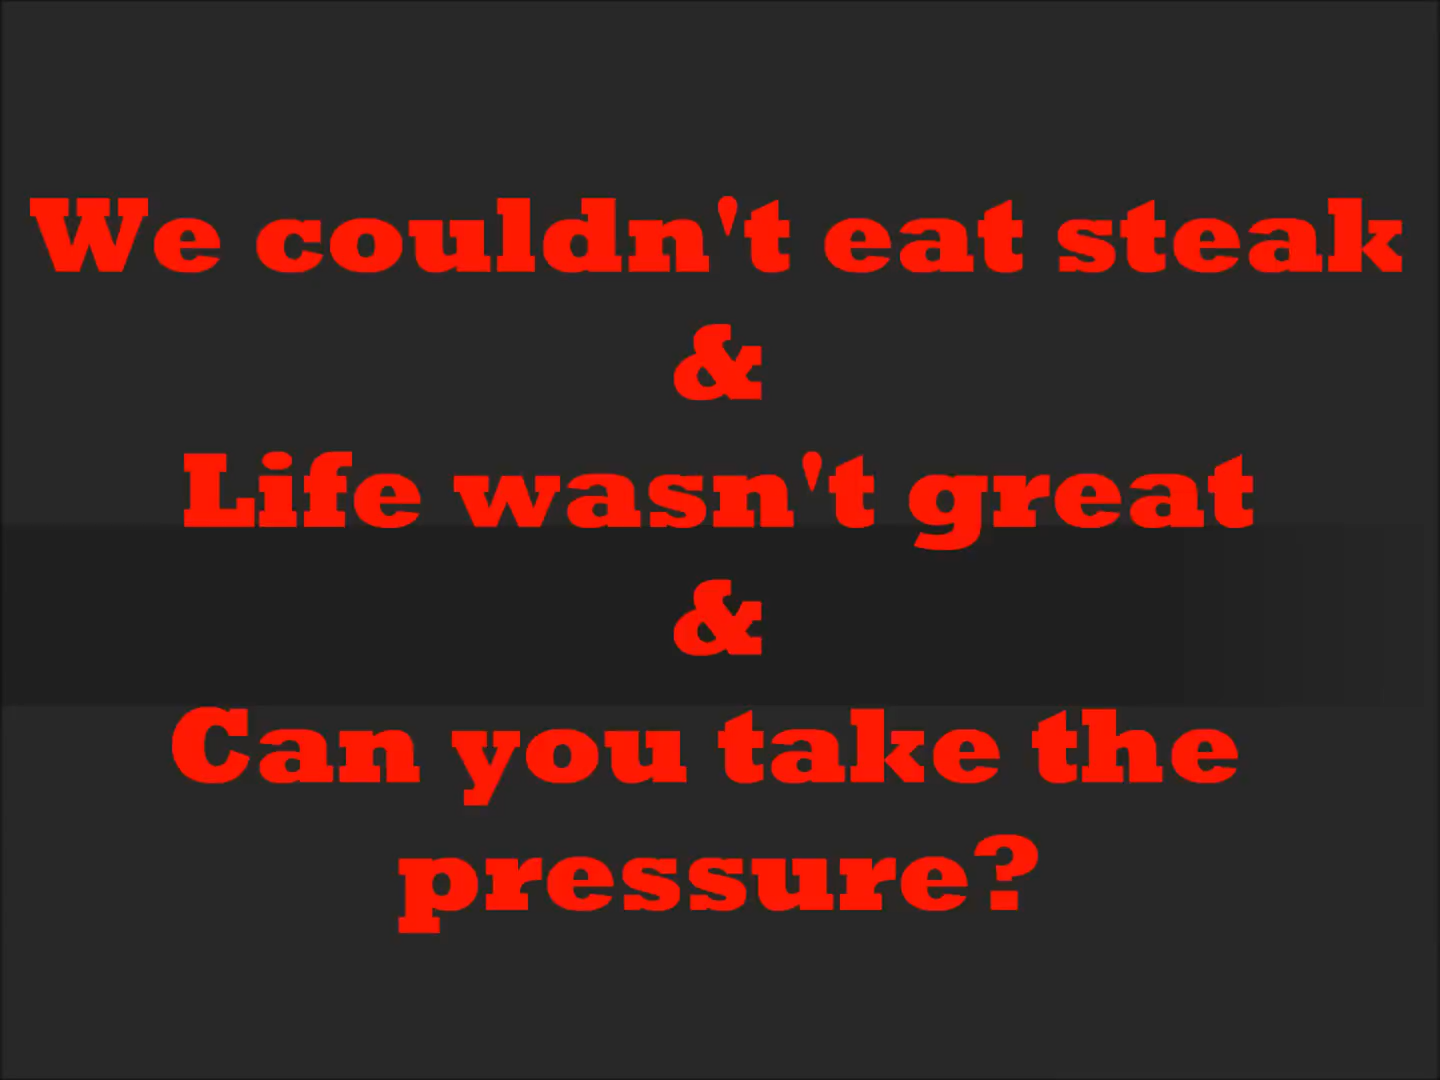 We couldn't eat steak
&
Life wasn't great
&
Can you take the
pressure?